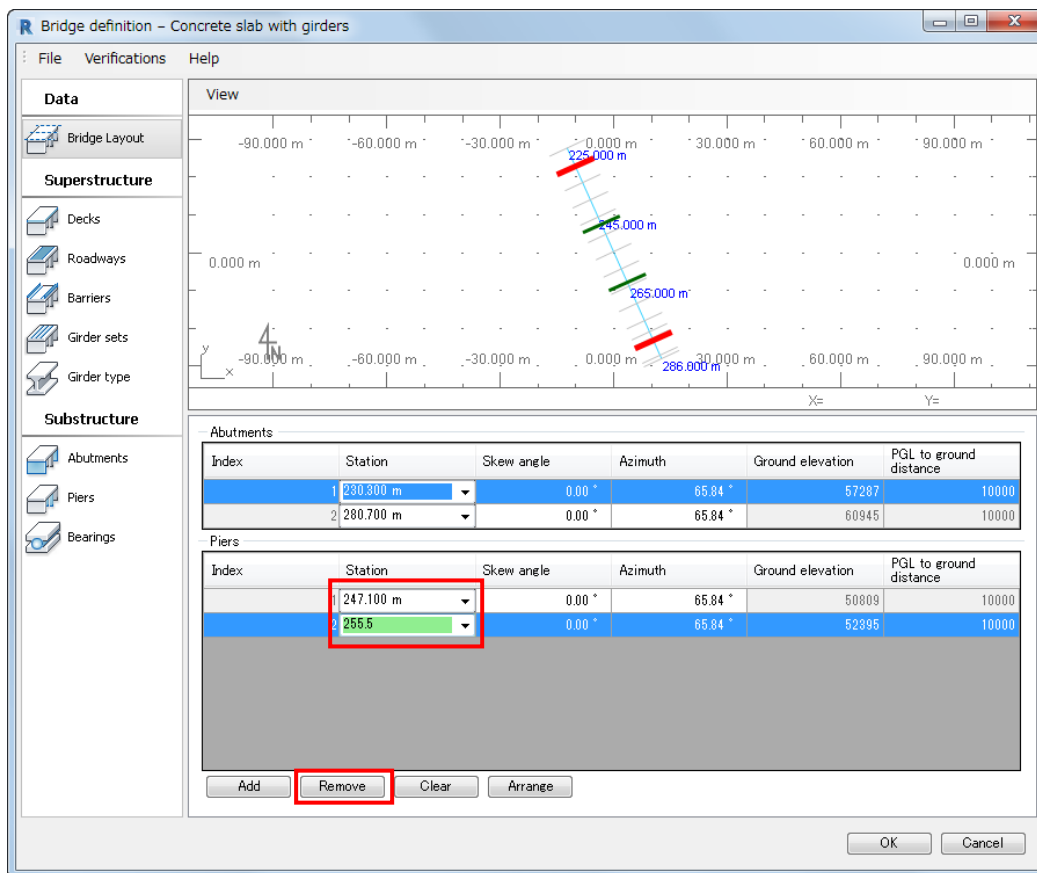 Bridge definition – Concrete slab with girders
File Verifications Help
Data
Bridge Layout
Superstructure
Decks
Roadways
Barriers
Girder sets
Girder type
Substructure
Abutments
Piers
Bearings
View
-90.000 m -60.000 m -30.000 m 0.000 m 30.000 m 60.000 m 90.000 m
225.000 m
245.000 m
0.000 m 0.000 m
265.000 m
y N -90.000 m -60.000 m -30.000 m 0.000 m 30.000 m 60.000 m 90.000 m
286.000 m
x
X= Y=
Abutments
Index Station Skew angle Azimuth Ground elevation PGL to ground distance
1 230.300 m 0.00 ° 65.84 ° 57287 10000
2 280.700 m 0.00 ° 65.84 ° 60945 10000
Piers
Index Station Skew angle Azimuth Ground elevation PGL to ground distance
1 247.100 m 0.00 ° 65.84 ° 50809 10000
2 255.5 0.00 ° 65.84 ° 52395 10000
Add Remove Clear Arrange
OK Cancel